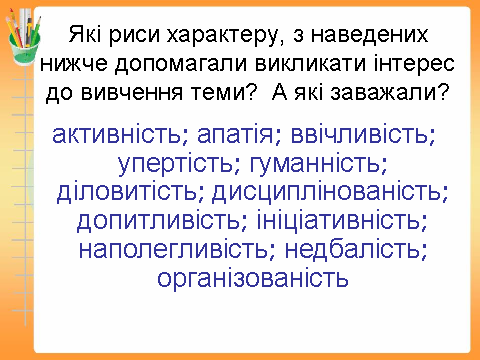 Які риси характеру, з наведених
нижче допомагали викликати інтерес
до вивчення теми?  А які заважали?
активність; апатія; ввічливість;
упертість; гуманність;
діловитість; дисциплінованість;
допитливість; ініціативність;
наполегливість; недбалість;
організованість